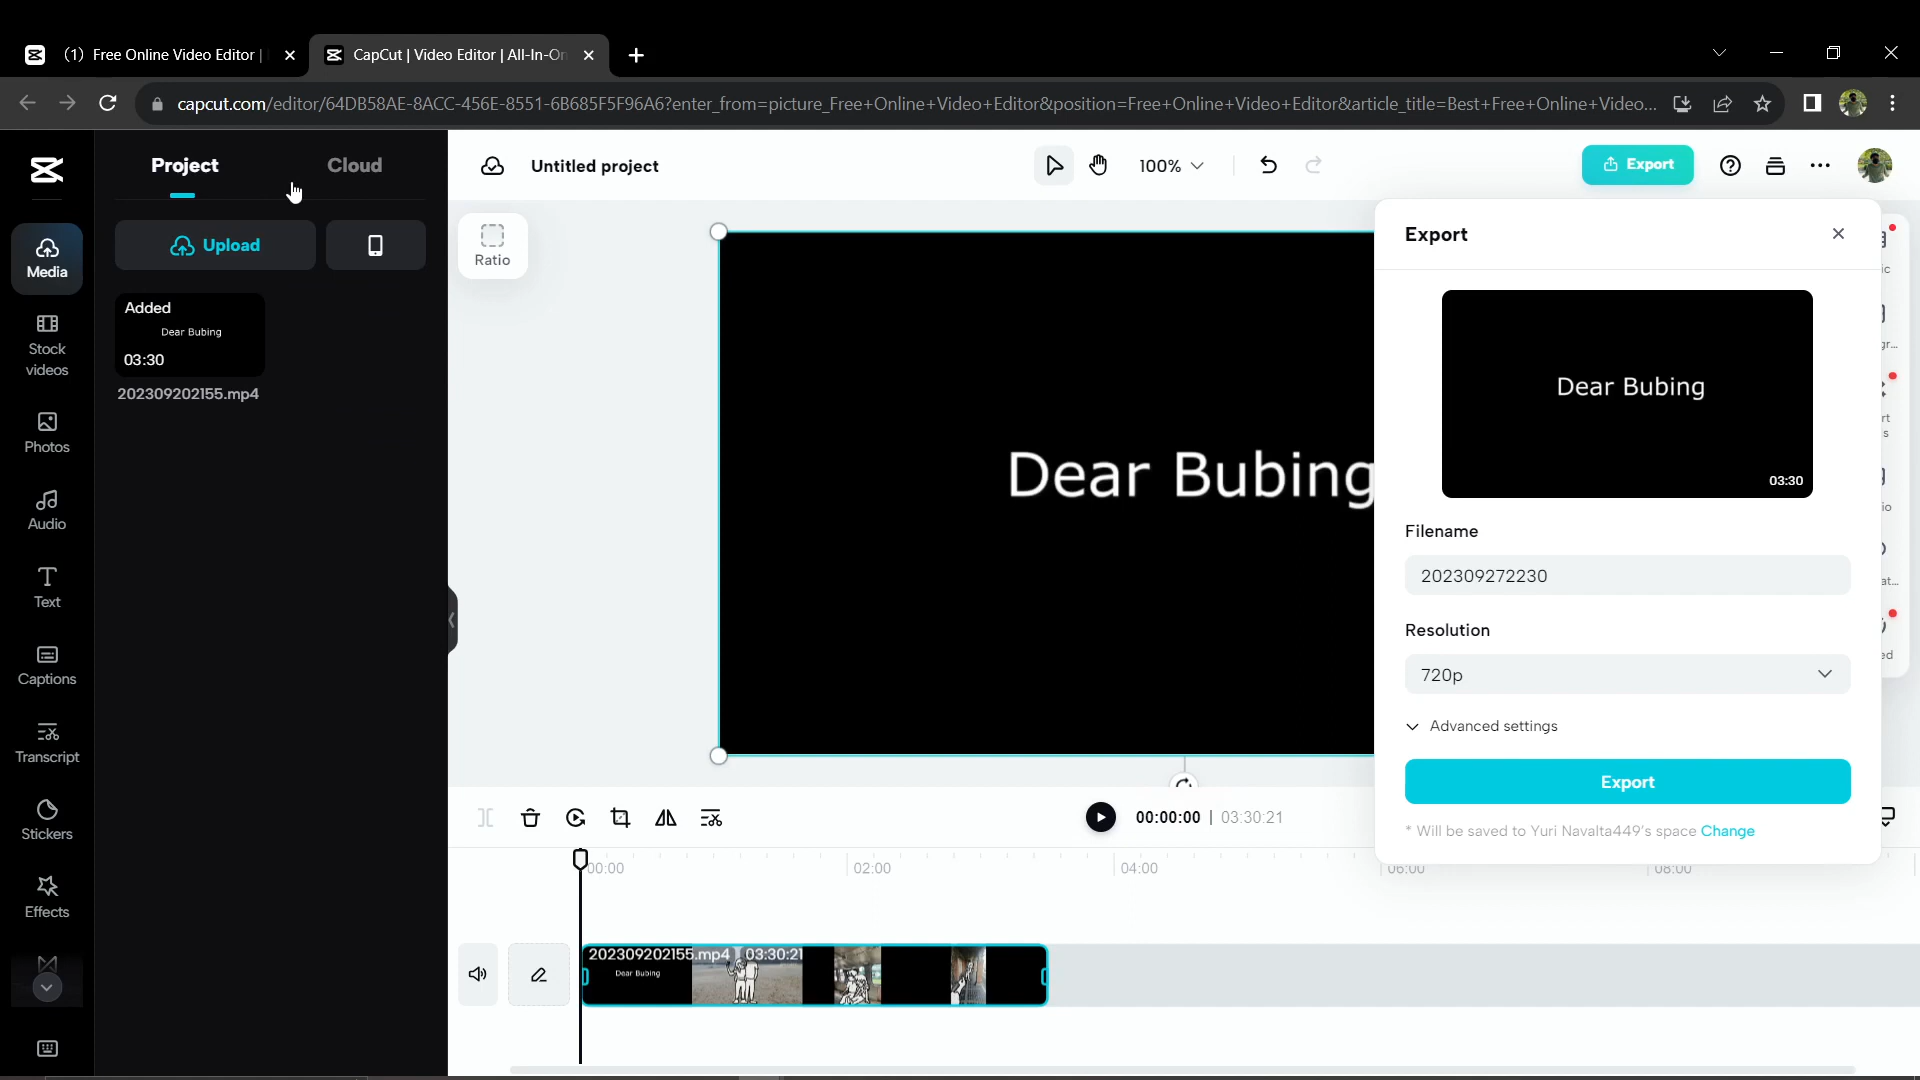 (1) Free Online Video Editor |
CapCut | Video Editor | All-In-On
capcut.com/editor/64DB58AE-8ACC-456E-8551-6B685F5F96A6?enter_from=picture_Free+Online+Video+Editor&position=Free+Online+Video+Editor&article_title=Best+Free+Online+Video...
Project
Cloud
Untitled project
100%
Export
Upload
Ratio
Media
Added
Dear Bubing
03:30
202309202155.mp4
Stock
videos
Photos
Audio
Text
Captions
Transcript
Stickers
Effects
Dear Bubing
Export
Dear Bubing
03:30
Filename
202309272230
Resolution
720p
Advanced settings
Export
* Will be saved to Yuri Navalta449's space Change
00:00:00 | 03:30:21
00:00
02:00
04:00
06:00
08:00
202309202155.mp4 03:30:21
Dear Bubing